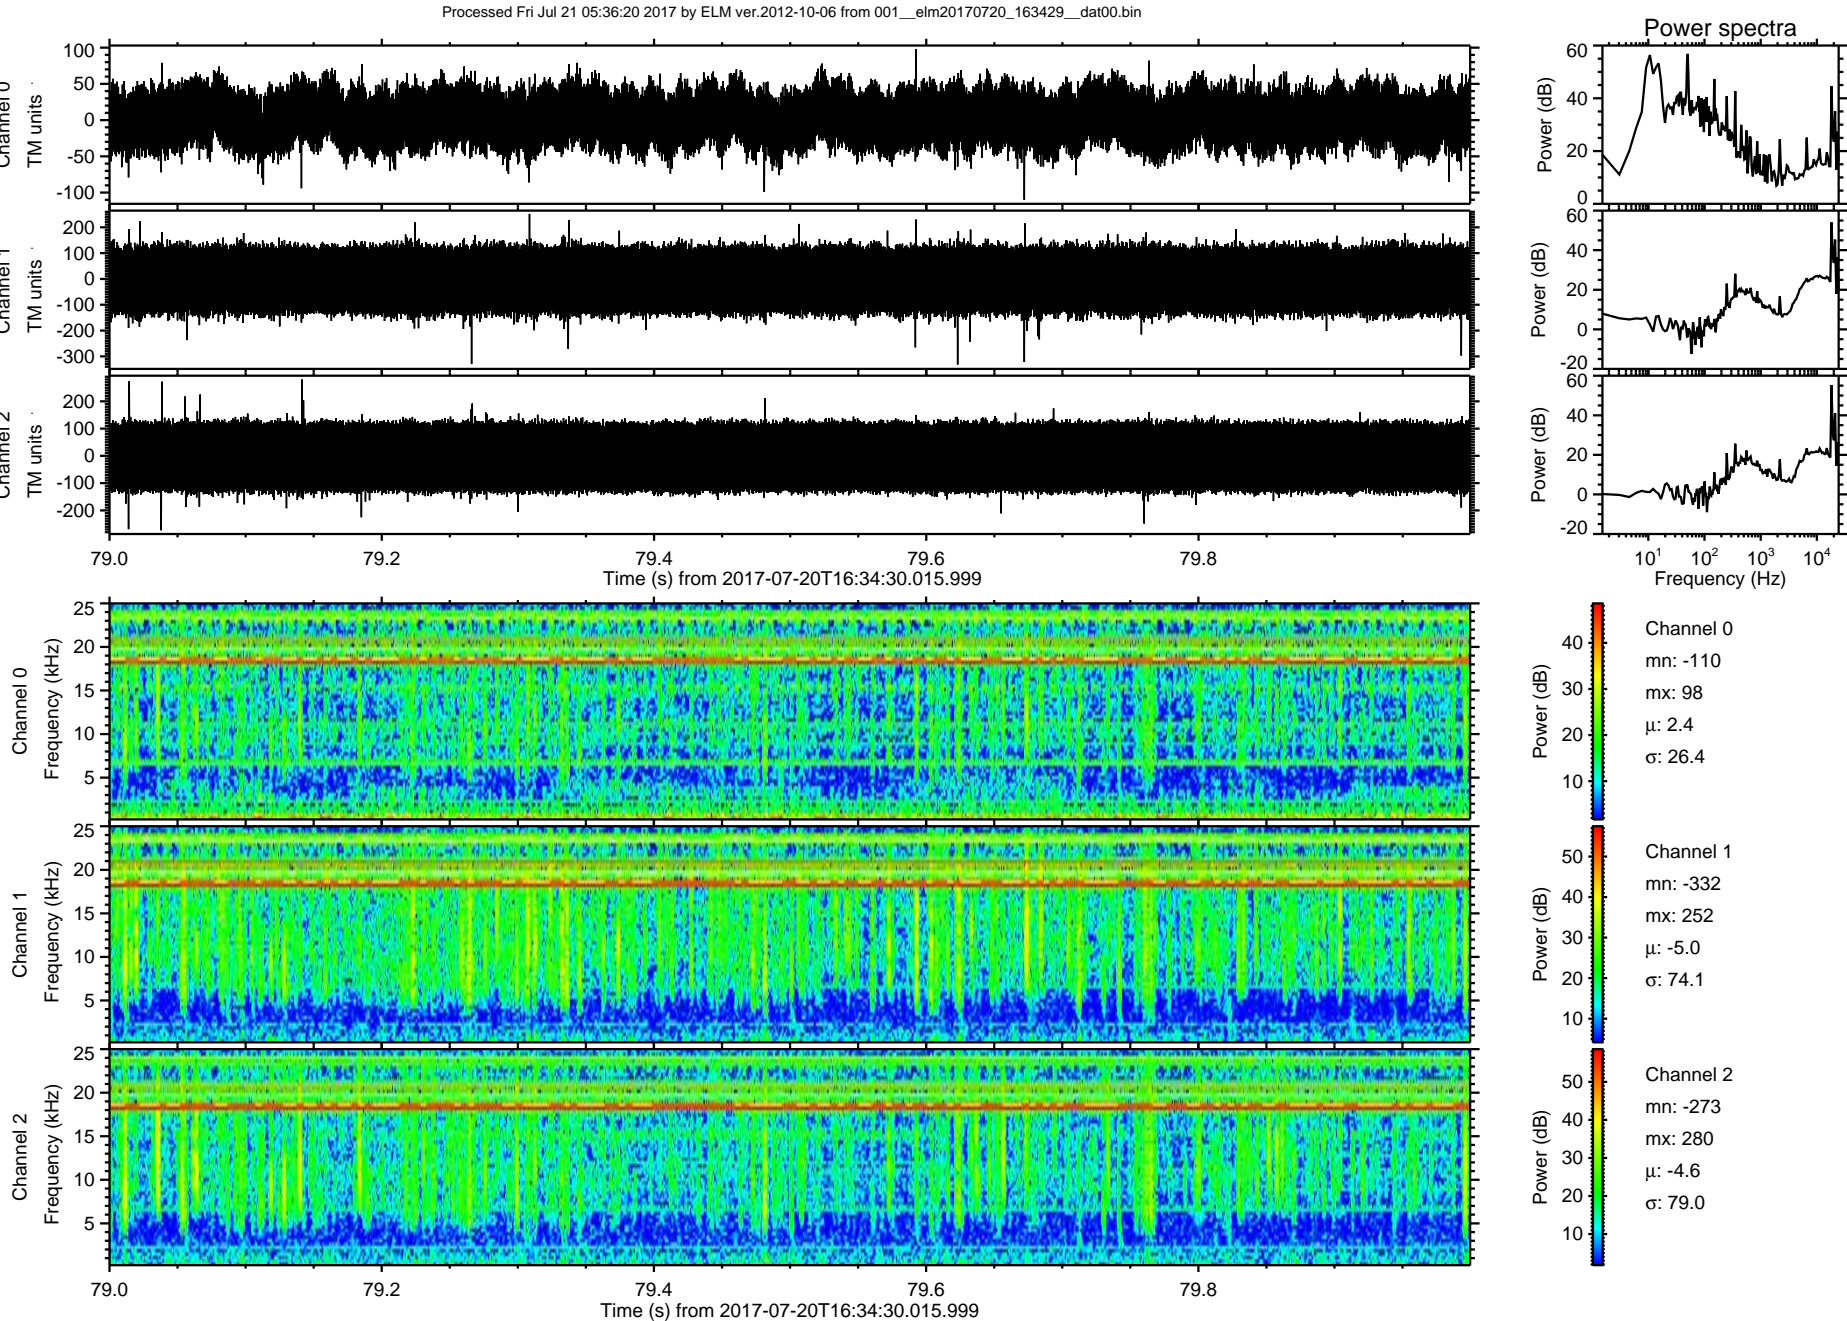 Processed Fri Jul 21 05:36:20 2017 by ELM ver.2012-10-06 from 001__elm20170720_163429__dat00.bin
Power spectra
Channel 0
TM units
100
50
0
-50
-100
Power (dB)
60
40
20
0
Channel 1
TM units
200
100
0
-100
-200
-300
Power (dB)
60
40
20
0
-20
Channel 2
TM units
200
100
0
-100
-200
Power (dB)
60
40
20
0
-20
79.0 79.2 79.4 79.6 79.8
Time (s) from 2017-07-20T16:34:30.015.999
10¹ 10² 10³ 10⁴
Frequency (Hz)
Channel 0
Frequency (kHz)
25
20
15
10
5
Power (dB)
40
30
20
10
Channel 0
mn: -110
mx: 98
μ: 2.4
σ: 26.4
Channel 1
Frequency (kHz)
25
20
15
10
5
Power (dB)
50
40
30
20
10
Channel 1
mn: -332
mx: 252
μ: -5.0
σ: 74.1
Channel 2
Frequency (kHz)
25
20
15
10
5
Power (dB)
50
40
30
20
10
Channel 2
mn: -273
mx: 280
μ: -4.6
σ: 79.0
79.0 79.2 79.4 79.6 79.8
Time (s) from 2017-07-20T16:34:30.015.999